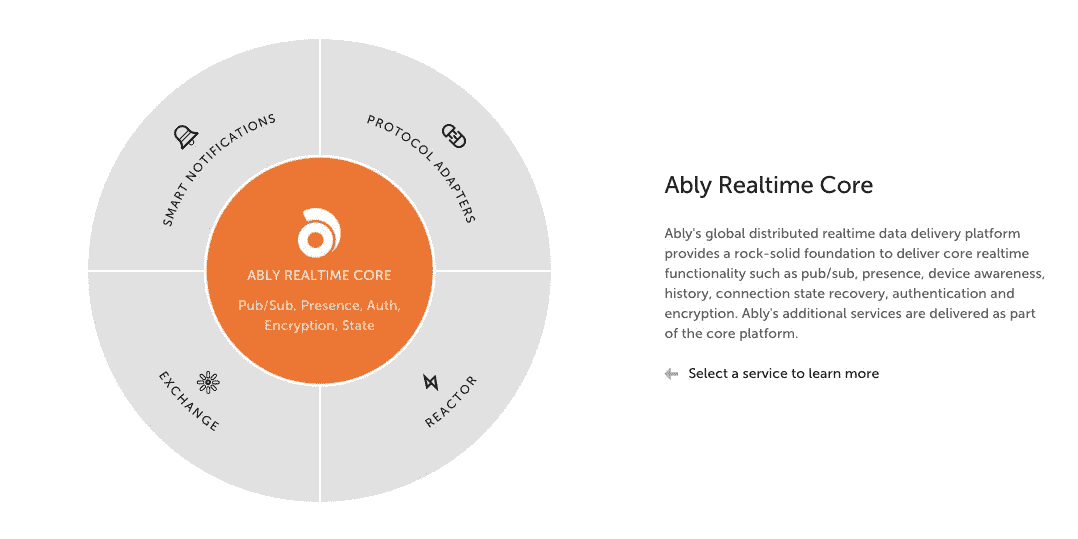 SMART NOTIFICATIONS
PROTOCOL ADAPTERS
ABLY REALTIME CORE
Pub/Sub, Presence, Auth,
Encryption, State
EXCHANGE
REACTOR
Ably Realtime Core
Ably's global distributed realtime data delivery platform
provides a rock-solid foundation to deliver core realtime
functionality such as pub/sub, presence, device awareness,
history, connection state recovery, authentication and
encryption. Ably's additional services are delivered as part
of the core platform.
Select a service to learn more